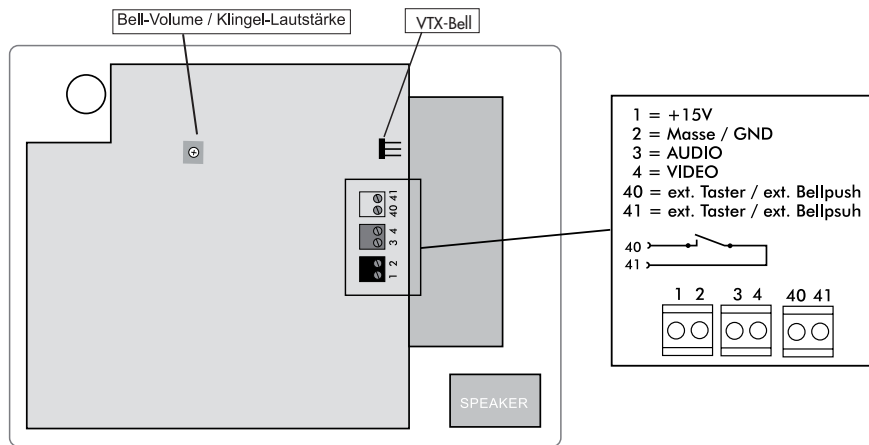 Bell-Volume / Klingel-Lautstärke
VTX-Bell
40 41
3 4
1 2
SPEAKER
1 = +15V
2 = Masse / GND
3 = AUDIO
4 = VIDEO
40 = ext. Taster / ext. Bellpush
41 = ext. Taster / ext. Bellpsuh
40
41
1 2 3 4 40 41